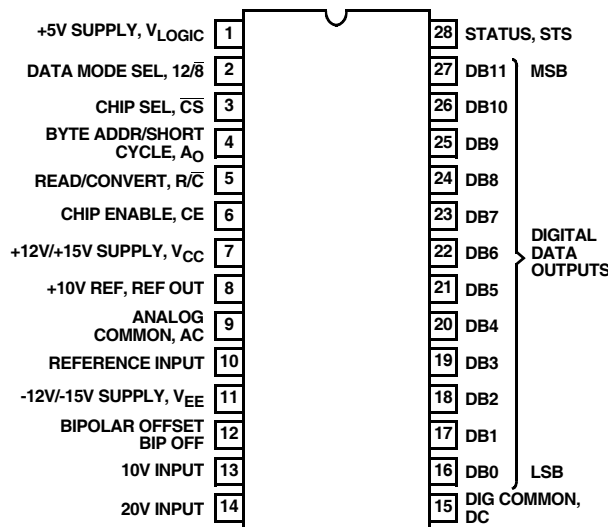 +5V SUPPLY, V_LOGIC 1
DATA MODE SEL, 12/8̅ 2
CHIP SEL, C̅S̅ 3
BYTE ADDR/SHORT
CYCLE, A_O 4
READ/CONVERT, R/C̅ 5
CHIP ENABLE, CE 6
+12V/+15V SUPPLY, V_CC 7
+10V REF, REF OUT 8
ANALOG
COMMON, AC 9
REFERENCE INPUT 10
-12V/-15V SUPPLY, V_EE 11
BIPOLAR OFFSET
BIP OFF 12
10V INPUT 13
20V INPUT 14
28 STATUS, STS
27 DB11 MSB
26 DB10
25 DB9
24 DB8
23 DB7
22 DB6
21 DB5
20 DB4
19 DB3
18 DB2
17 DB1
16 DB0 LSB
15 DIG COMMON,
DC
DIGITAL
DATA
OUTPUTS